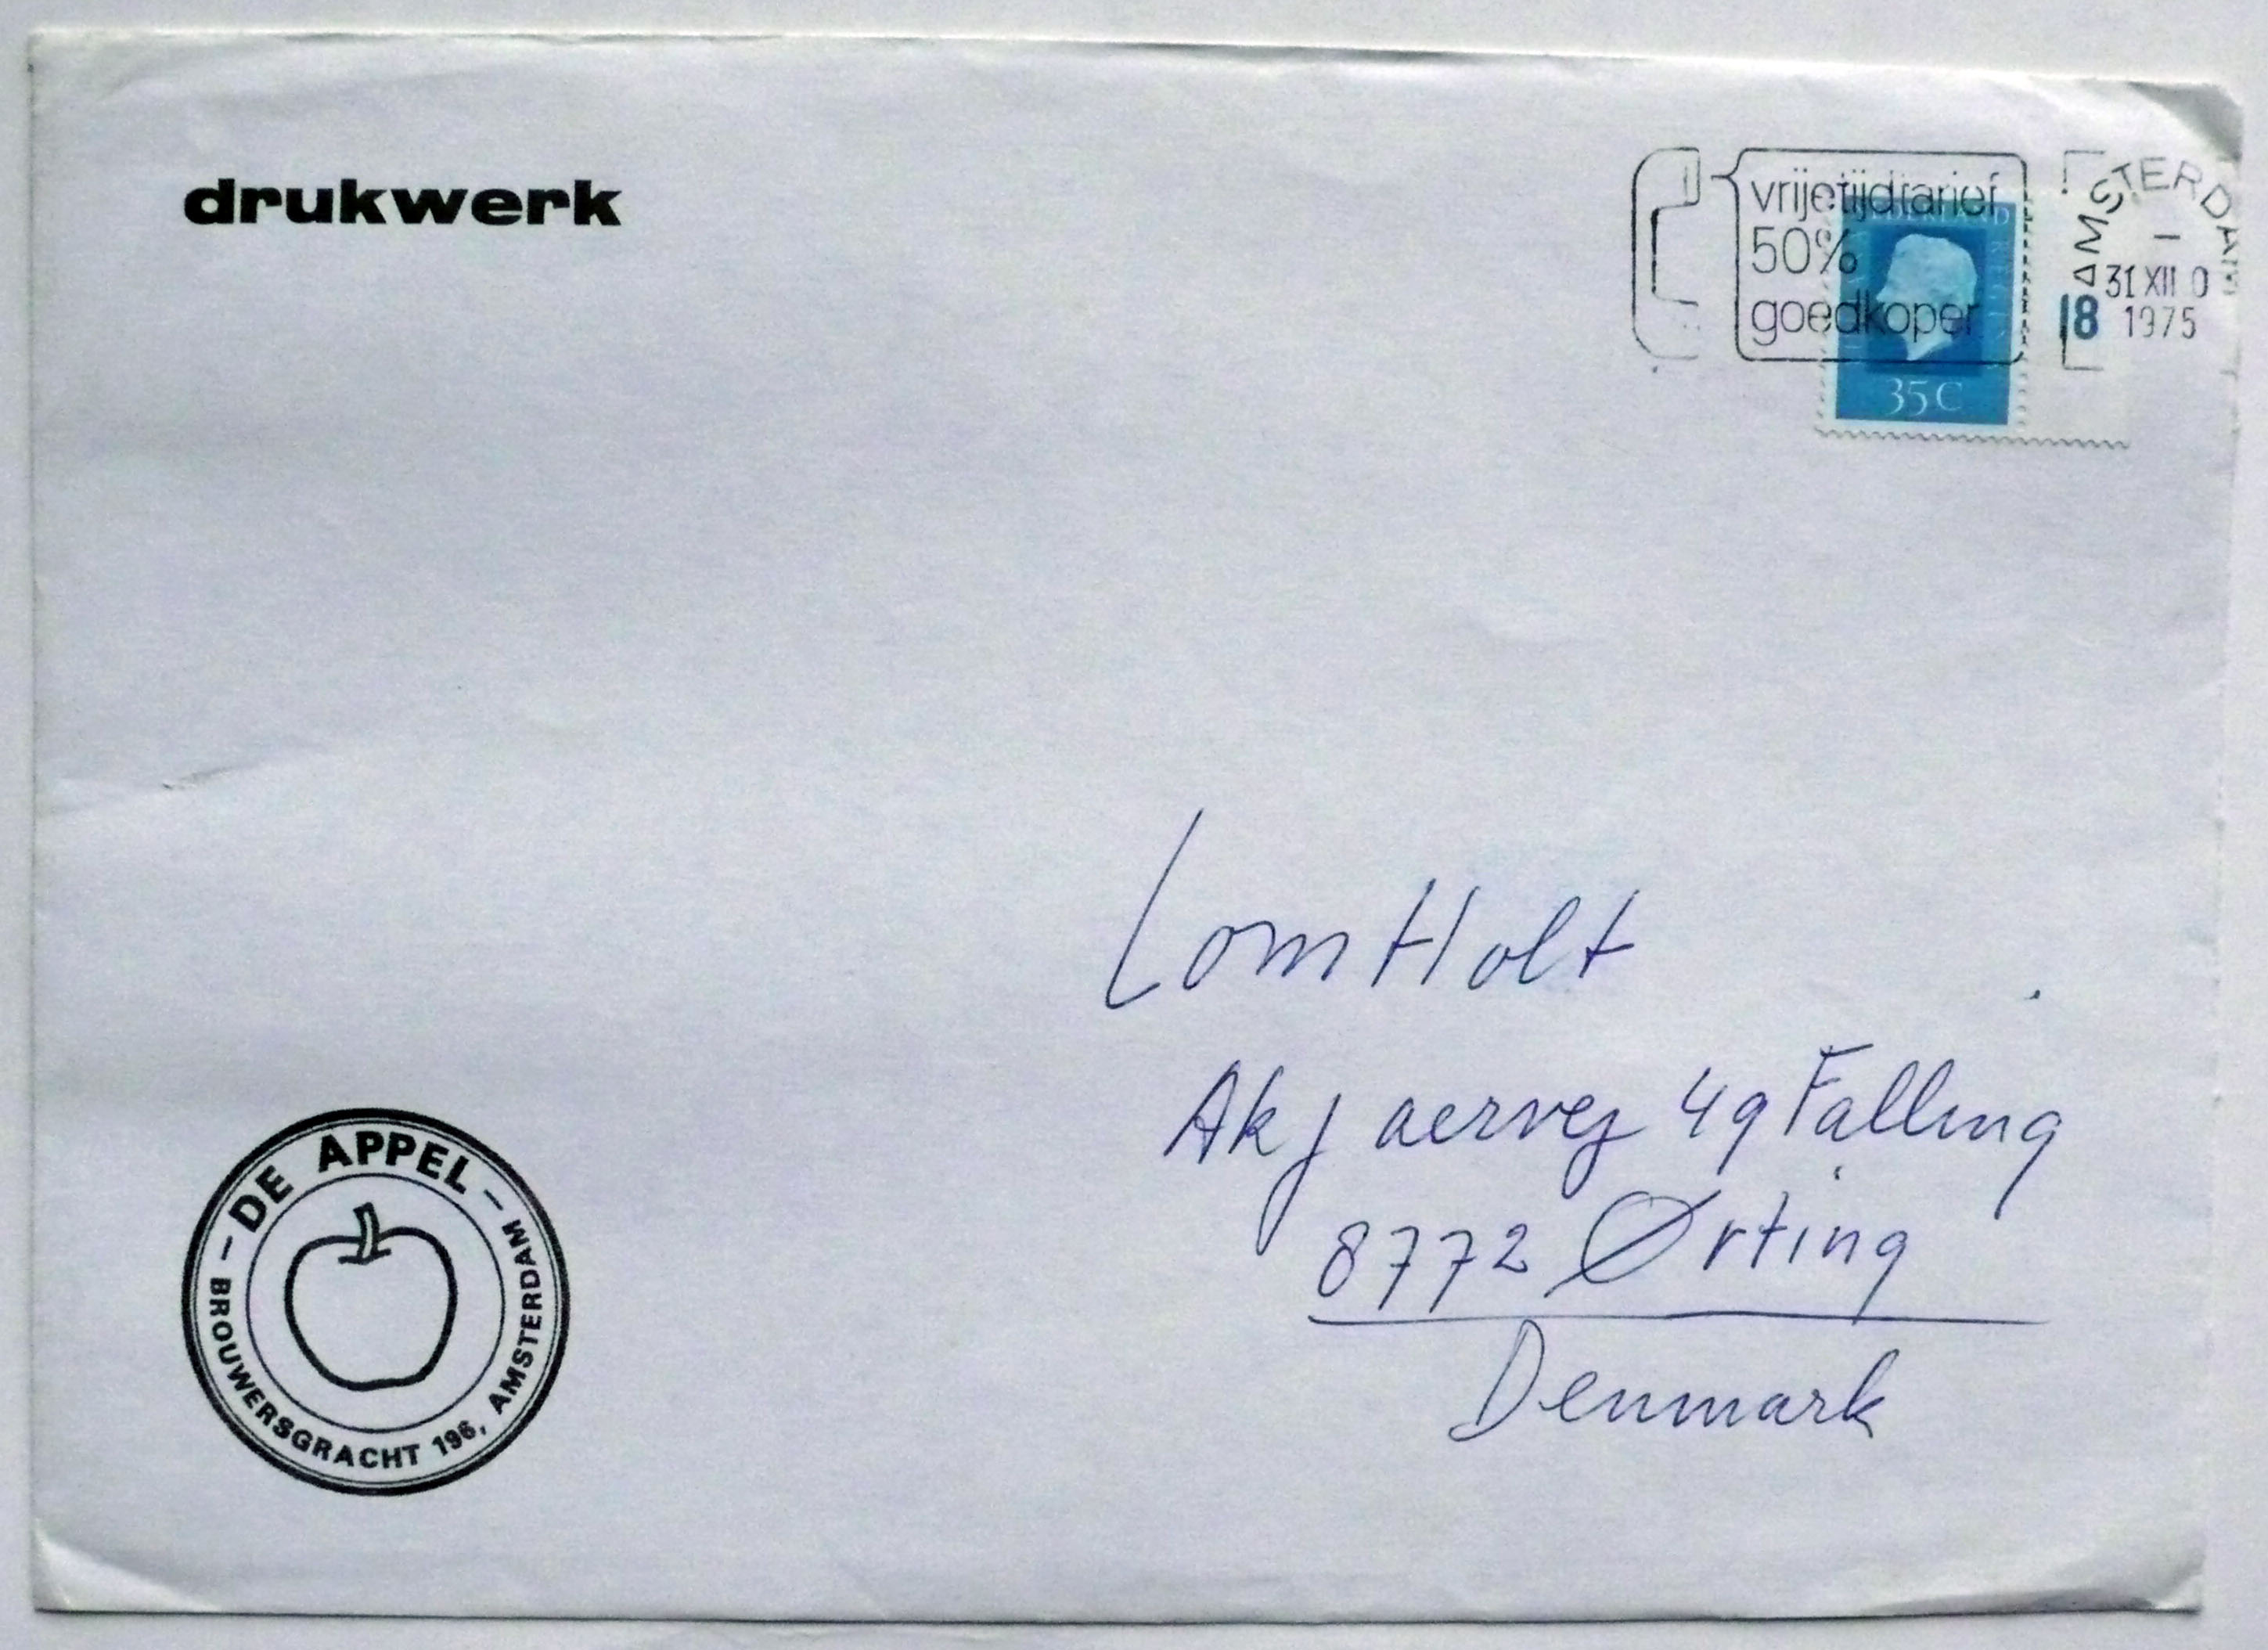 drukwerk
vrijetijdtarief
50%
goedkoper
AMSTERDAM
31 XII 0
18 1975
35 C
LomHolt
Akjaervej 49 Falling
8772 Ørting
Denmark
– DE APPEL –
BROUWERSGRACHT 196, AMSTERDAM